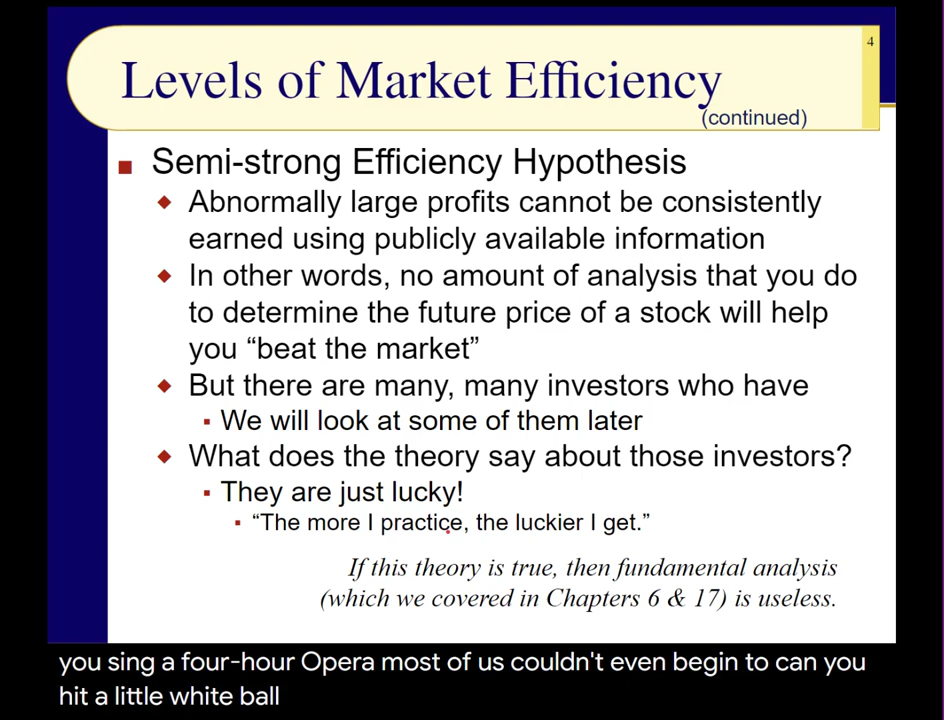 4
Levels of Market Efficiency
(continued)
Semi-strong Efficiency Hypothesis
Abnormally large profits cannot be consistently
earned using publicly available information
In other words, no amount of analysis that you do
to determine the future price of a stock will help
you “beat the market”
But there are many, many investors who have
We will look at some of them later
What does the theory say about those investors?
They are just lucky!
“The more I practice, the luckier I get.”
If this theory is true, then fundamental analysis
(which we covered in Chapters 6 & 17) is useless.
you sing a four-hour Opera most of us couldn't even begin to can you
hit a little white ball